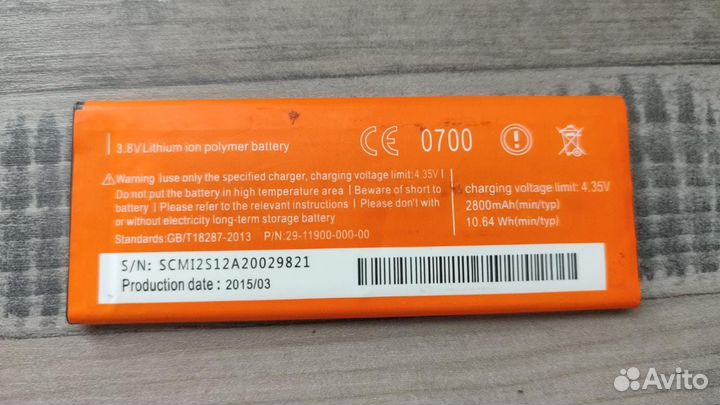 3.8V Lithium ion polymer battery
CE 0700
Warning |use only the specified charger, charging voltage limit: 4.35V |
Do not put the battery in high temperature area | Beware of short to
battery | Please refer to the relevant instructions | Please don't with
or without electricity long-term storage battery
Standards:GB/T18287-2013 P/N:29-11900-000-00
charging voltage limit: 4.35V
2800mAh(min/typ)
10.64 Wh(min/typ)
S/N: SCMI2S12A20029821
Production date : 2015/03
Avito